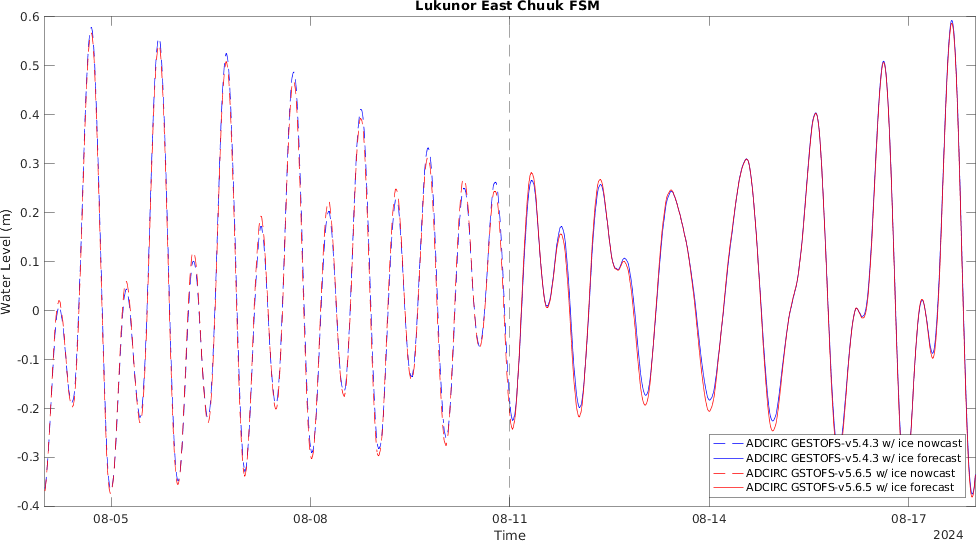 Lukunor East Chuuk FSM
Water Level (m)
0.6
0.5
0.4
0.3
0.2
0.1
0
-0.1
-0.2
-0.3
-0.4
ADCIRC GESTOFS-v5.4.3 w/ ice nowcast
ADCIRC GESTOFS-v5.4.3 w/ ice forecast
ADCIRC GSTOFS-v5.6.5 w/ ice nowcast
ADCIRC GSTOFS-v5.6.5 w/ ice forecast
08-05 08-08 08-11 08-14 08-17
Time
2024